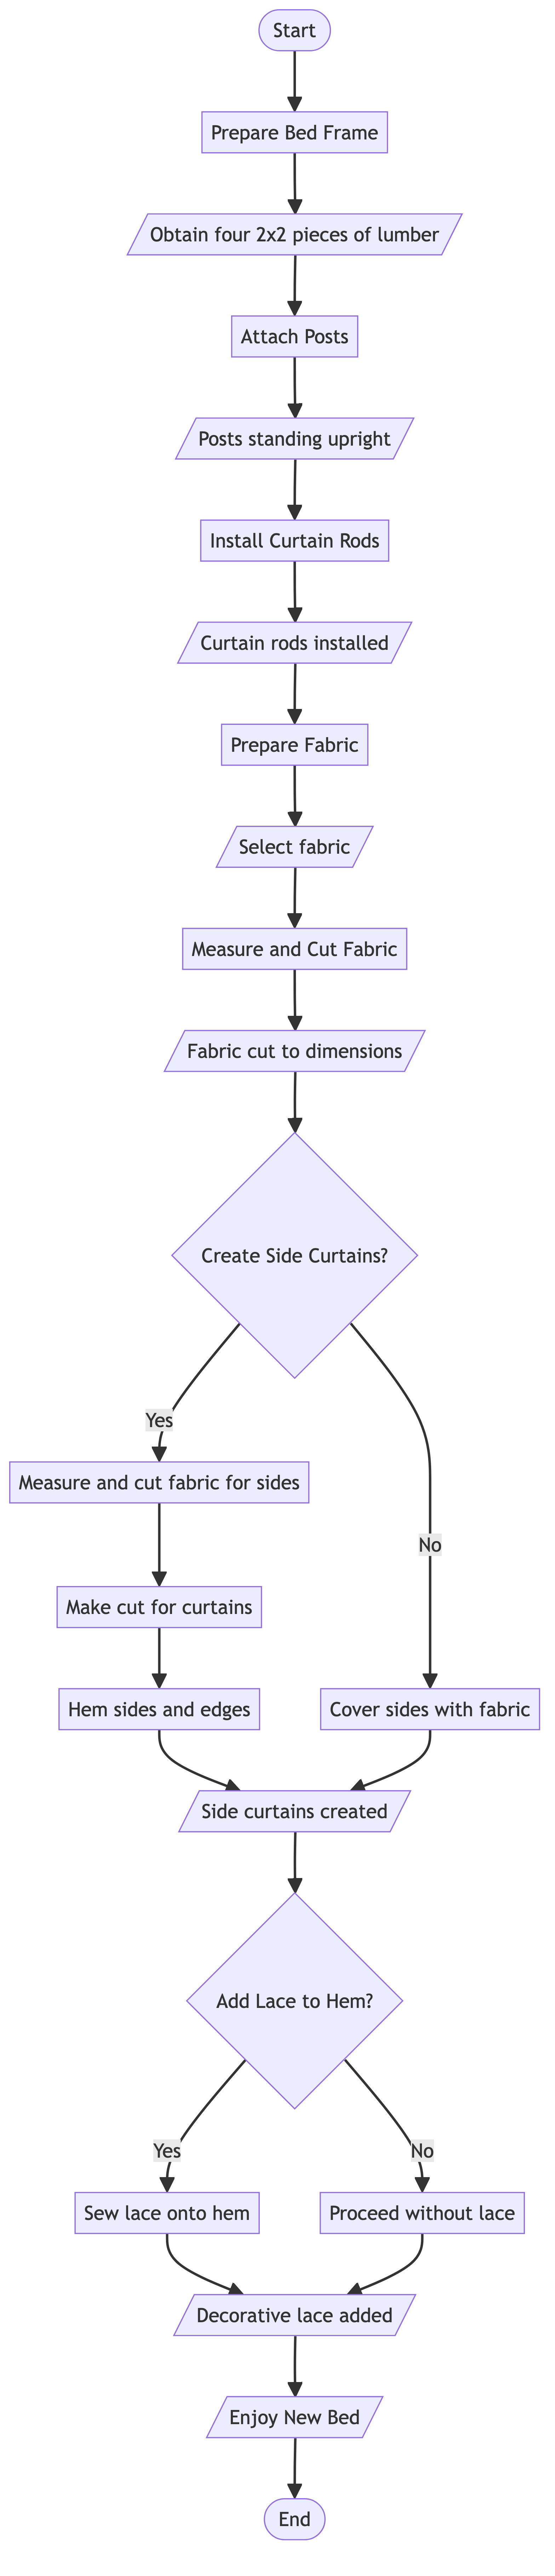 Start
Prepare Bed Frame
Obtain four 2x2 pieces of lumber
Attach Posts
Posts standing upright
Install Curtain Rods
Curtain rods installed
Prepare Fabric
Select fabric
Measure and Cut Fabric
Fabric cut to dimensions
Create Side Curtains?
Yes
Measure and cut fabric for sides
No
Make cut for curtains
Hem sides and edges
Cover sides with fabric
Side curtains created
Add Lace to Hem?
Yes
No
Sew lace onto hem
Proceed without lace
Decorative lace added
Enjoy New Bed
End